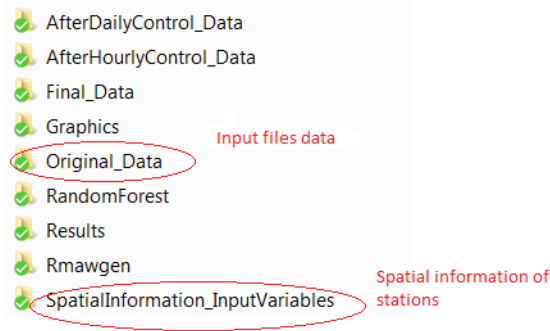 AfterDailyControl_Data
AfterHourlyControl_Data
Final_Data
Graphics
Input files data
Original_Data
RandomForest
Results
Rmawgen
Spatial information of
stations
SpatialInformation_InputVariables